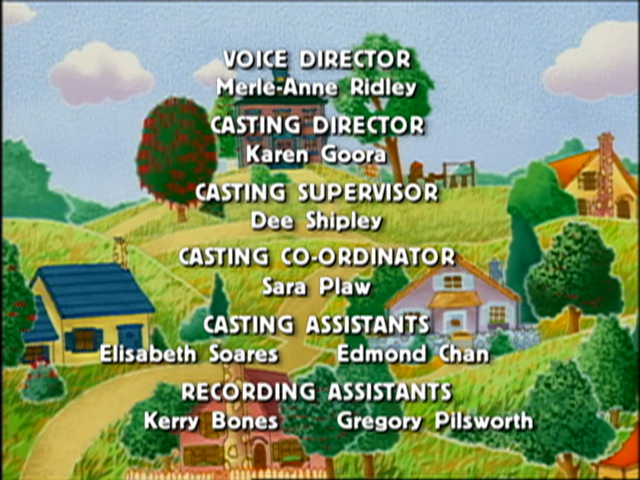 VOICE DIRECTOR
Merle-Anne Ridley
CASTING DIRECTOR
Karen Goora
CASTING SUPERVISOR
Dee Shipley
CASTING CO-ORDINATOR
Sara Plaw
CASTING ASSISTANTS
Elisabeth Soares Edmond Chan
RECORDING ASSISTANTS
Kerry Bones Gregory Pilsworth